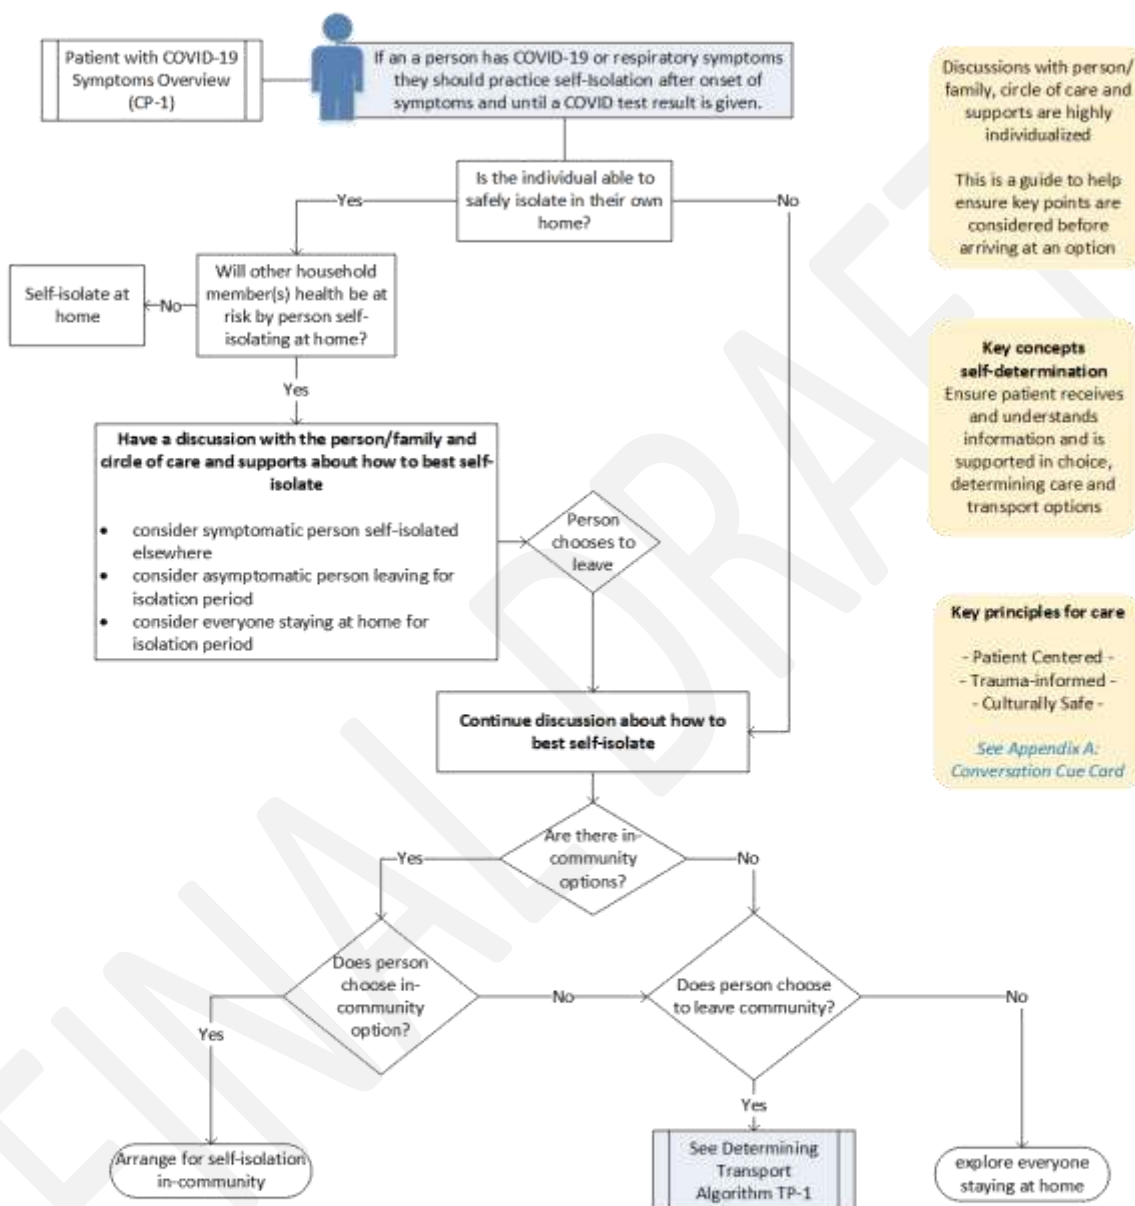 Patient with COVID-19
Symptoms Overview
(CP-1)
If an a person has COVID-19 or respiratory symptoms
they should practice self-Isolation after onset of
symptoms and until a COVID test result is given.
Discussions with person/
family, circle of care and
supports are highly
individualized
This is a guide to help
ensure key points are
considered before
arriving at an option
Is the individual able to
safely isolate in their own
home?
Yes
No
Will other household
member(s) health be at
risk by person self-
isolating at home?
No
Self-isolate at
home
Yes
Key concepts
self-determination
Ensure patient receives
and understands
information and is
supported in choice,
determining care and
transport options
Have a discussion with the person/family and
circle of care and supports about how to best self-
isolate
• consider symptomatic person self-isolated
elsewhere
• consider asymptomatic person leaving for
isolation period
• consider everyone staying at home for
isolation period
Person
chooses to
leave
Key principles for care
- Patient Centered -
- Trauma-informed -
- Culturally Safe -
See Appendix A:
Conversation Cue Card
Continue discussion about how to
best self-isolate
Are there in-
community
options?
Yes
No
Does person
choose in-
community
option?
No
Does person choose
to leave community?
No
Yes
Yes
Arrange for self-isolation
in-community
See Determining
Transport
Algorithm TP-1
explore everyone
staying at home
FINAL DRAFT